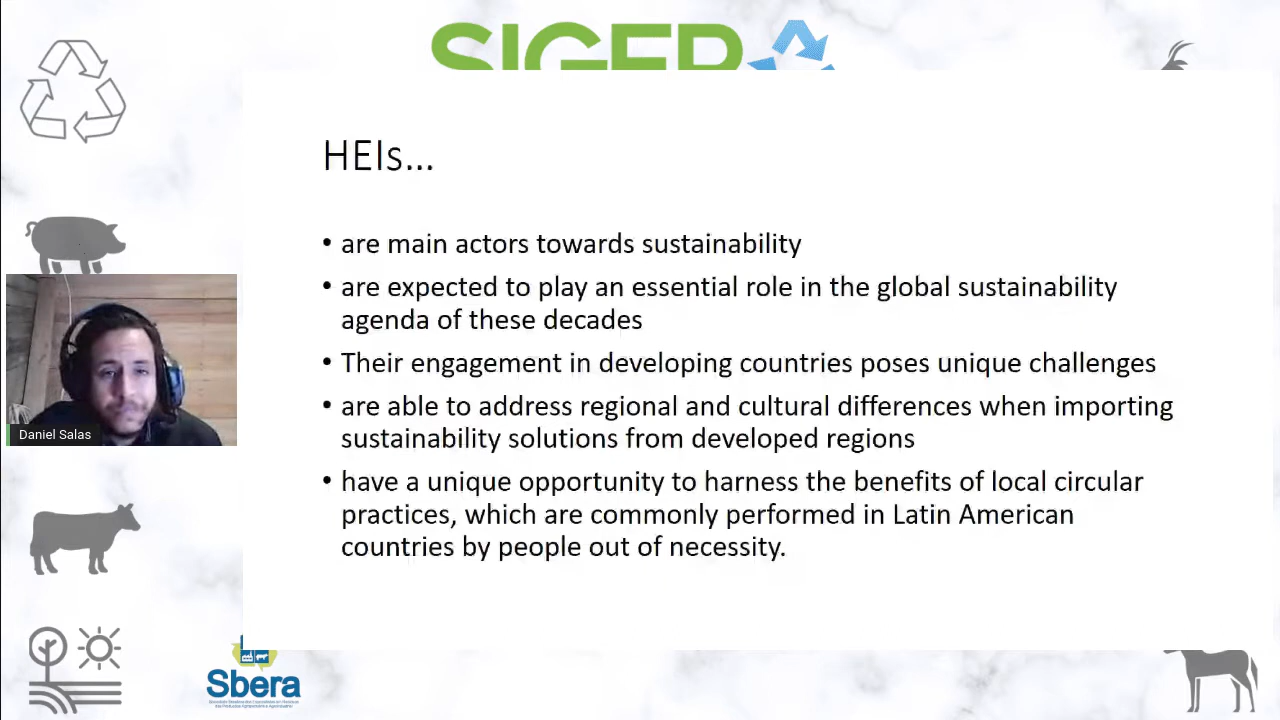 HEIs...
• are main actors towards sustainability
• are expected to play an essential role in the global sustainability
agenda of these decades
• Their engagement in developing countries poses unique challenges
• are able to address regional and cultural differences when importing
sustainability solutions from developed regions
• have a unique opportunity to harness the benefits of local circular
practices, which are commonly performed in Latin American
countries by people out of necessity.
Daniel Salas
Sbera